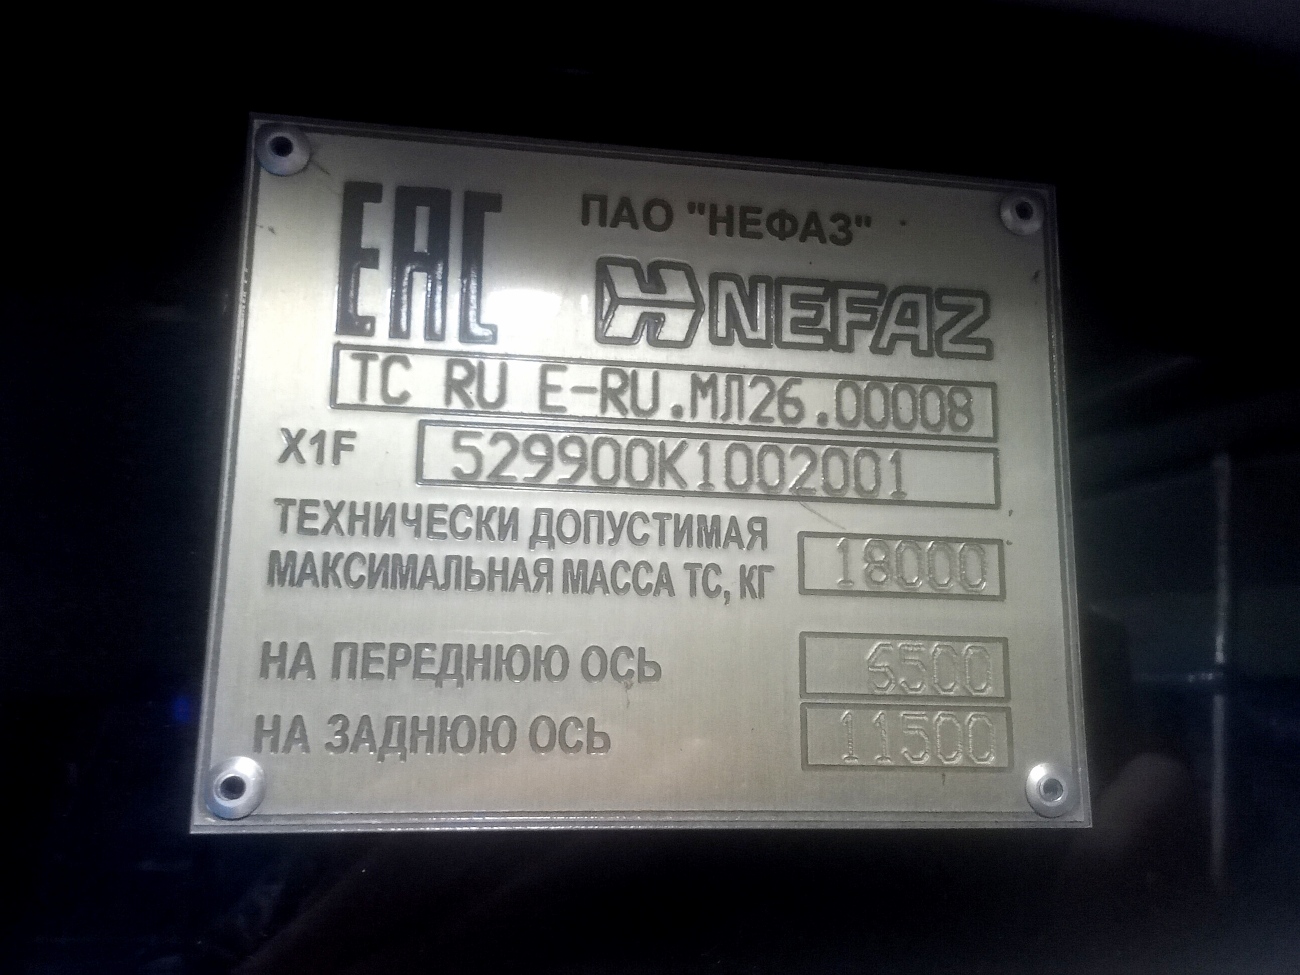 ЕАС
ПАО "НЕФАЗ"
NEFAZ
ТС RU E-RU.МЛ26.00008
X1F 529900K1002001
ТЕХНИЧЕСКИ ДОПУСТИМАЯ
МАКСИМАЛЬНАЯ МАССА ТС, КГ 18000
НА ПЕРЕДНЮЮ ОСЬ 6500
НА ЗАДНЮЮ ОСЬ 11500